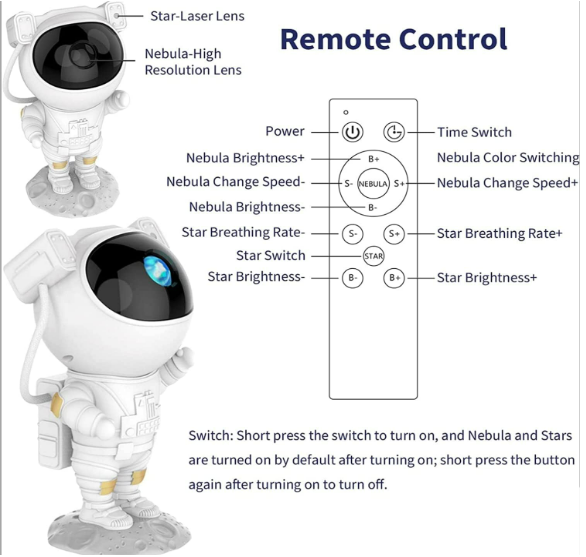 Star-Laser Lens
Nebula-High
Resolution Lens
Remote Control
Power
Time Switch
Nebula Brightness+
B+
Nebula Color Switching
Nebula Change Speed-
S-
NEBULA
S+
Nebula Change Speed+
Nebula Brightness-
B-
Star Breathing Rate-
S-
S+
Star Breathing Rate+
Star Switch
STAR
Star Brightness-
B-
B+
Star Brightness+
Switch: Short press the switch to turn on, and Nebula and Stars
are turned on by default after turning on; short press the button
again after turning on to turn off.